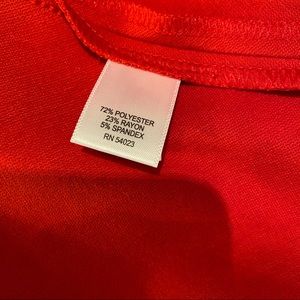 72% POLYESTER
23% RAYON
5% SPANDEX
RN 54023